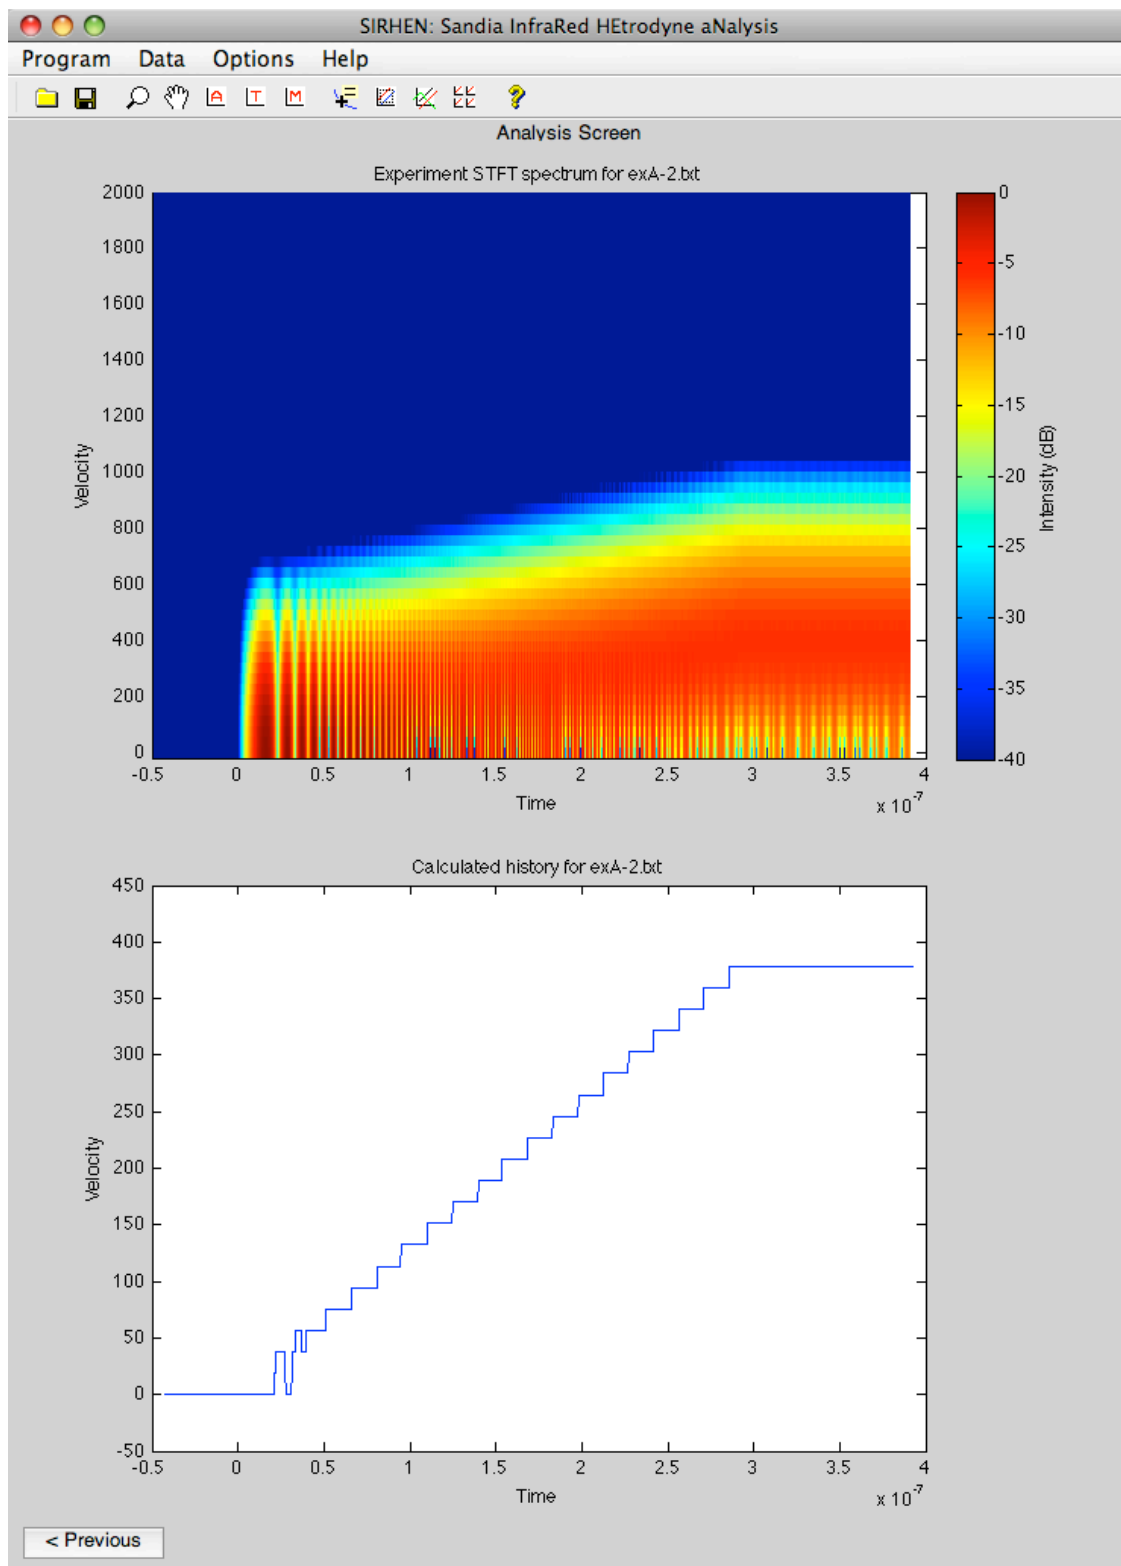 SIRHEN: Sandia InfraRed HEtrodyne aNalysis
Program Data Options Help
A T M
Analysis Screen
Experiment STFT spectrum for exA-2.txt
2000
1800
1600
1400
1200
1000
800
600
400
200
0
Velocity
-0.5 0 0.5 1 1.5 2 2.5 3 3.5 4
Time
x 10-7
0
-5
-10
-15
-20
-25
-30
-35
-40
Intensity (dB)
Calculated history for exA-2.txt
450
400
350
300
250
200
150
100
50
0
-50
Velocity
-0.5 0 0.5 1 1.5 2 2.5 3 3.5 4
Time
x 10-7
< Previous